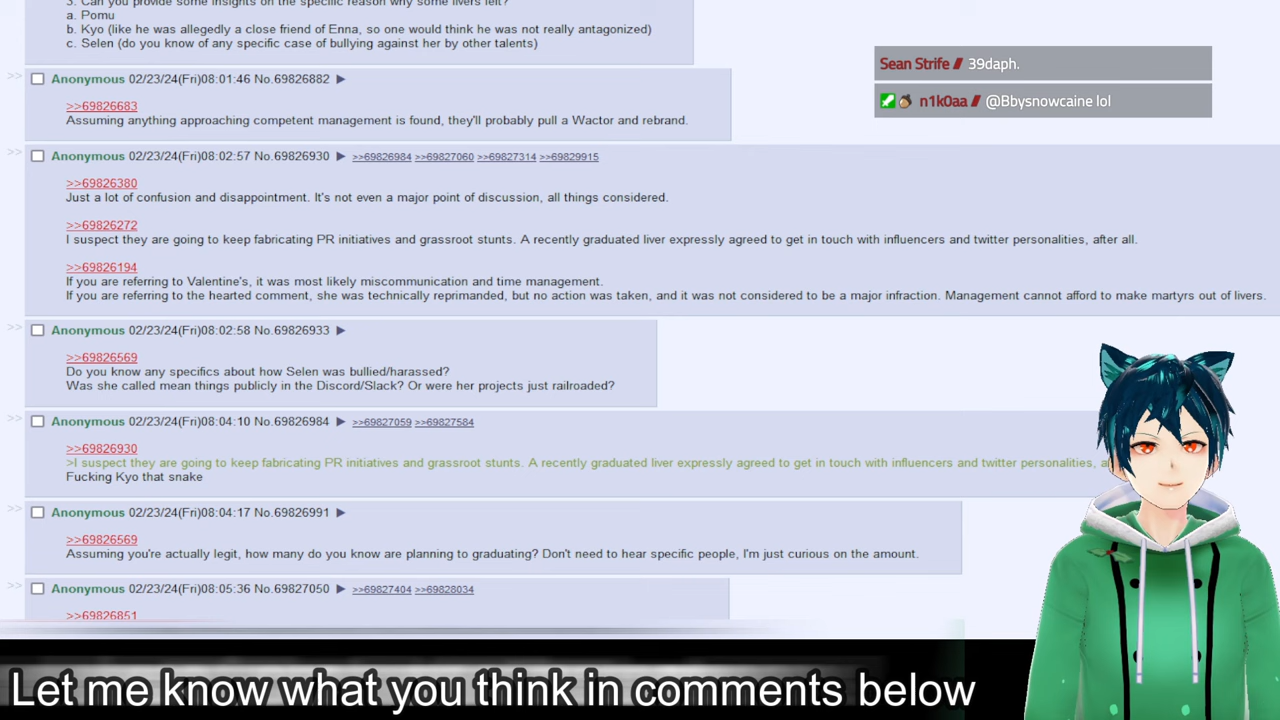 3. Can you provide some insights on the specific reason why some livers left?
a. Pomu
b. Kyo (like he was allegedly a close friend of Enna, so one would think he was not really antagonized)
c. Selen (do you know of any specific case of bullying against her by other talents)
>> Anonymous 02/23/24(Fri)08:01:46 No.69826882 ▶
>>69826683
Assuming anything approaching competent management is found, they'll probably pull a Wactor and rebrand.
>> Anonymous 02/23/24(Fri)08:02:57 No.69826930 ▶ >>69826984 >>69827060 >>69827314 >>69829915
>>69826380
Just a lot of confusion and disappointment. It's not even a major point of discussion, all things considered.
>>69826272
I suspect they are going to keep fabricating PR initiatives and grassroot stunts. A recently graduated liver expressly agreed to get in touch with influencers and twitter personalities, after all.
>>69826194
If you are referring to Valentine's, it was most likely miscommunication and time management.
If you are referring to the hearted comment, she was technically reprimanded, but no action was taken, and it was not considered to be a major infraction. Management cannot afford to make martyrs out of livers.
>> Anonymous 02/23/24(Fri)08:02:58 No.69826933 ▶
>>69826569
Do you know any specifics about how Selen was bullied/harassed?
Was she called mean things publicly in the Discord/Slack? Or were her projects just railroaded?
>> Anonymous 02/23/24(Fri)08:04:10 No.69826984 ▶ >>69827059 >>69827584
>>69826930
>I suspect they are going to keep fabricating PR initiatives and grassroot stunts. A recently graduated liver expressly agreed to get in touch with influencers and twitter personalities, a
Fucking Kyo that snake
>> Anonymous 02/23/24(Fri)08:04:17 No.69826991 ▶
>>69826569
Assuming you're actually legit, how many do you know are planning to graduating? Don't need to hear specific people, I'm just curious on the amount.
>> Anonymous 02/23/24(Fri)08:05:36 No.69827050 ▶ >>69827404 >>69828034
>>69826851
Sean Strife // 39daph.
n1k0aa // @Bbysnowcaine lol
Let me know what you think in comments below